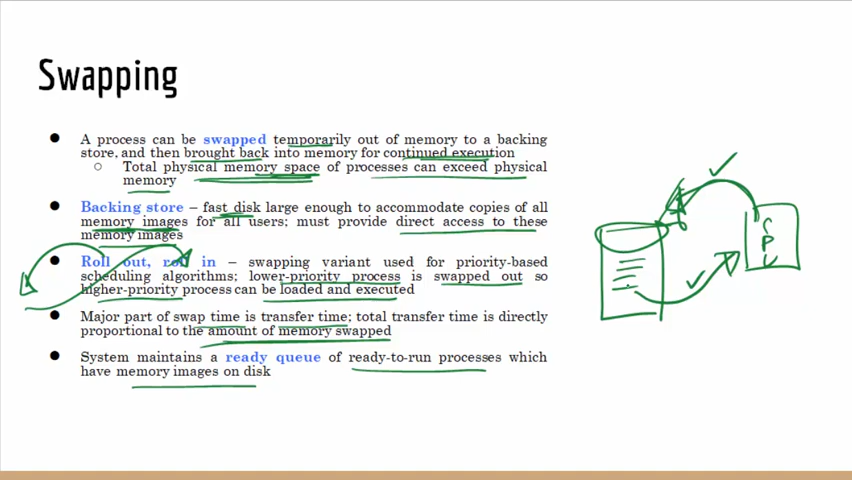 Swapping
● A process can be swapped temporarily out of memory to a backing
store, and then brought back into memory for continued execution
○ Total physical memory space of processes can exceed physical
memory
● Backing store – fast disk large enough to accommodate copies of all
memory images for all users; must provide direct access to these
memory images
● Roll out, roll in – swapping variant used for priority-based
scheduling algorithms; lower-priority process is swapped out so
higher-priority process can be loaded and executed
● Major part of swap time is transfer time; total transfer time is directly
proportional to the amount of memory swapped
● System maintains a ready queue of ready-to-run processes which
have memory images on disk
C
P
U